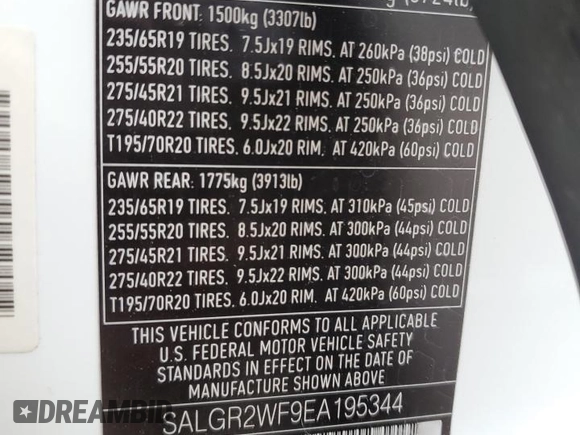 GAWR FRONT: 1500kg (3307lb)
235/65R19 TIRES. 7.5Jx19 RIMS. AT 260kPa (38psi) COLD
255/55R20 TIRES. 8.5Jx20 RIMS. AT 250kPa (36psi) COLD
275/45R21 TIRES. 9.5Jx21 RIMS. AT 250kPa (36psi) COLD
275/40R22 TIRES. 9.5Jx22 RIMS. AT 250kPa (36psi) COLD
T195/70R20 TIRES. 6.0Jx20 RIM. AT 420kPa (60psi) COLD
GAWR REAR: 1775kg (3913lb)
235/65R19 TIRES. 7.5Jx19 RIMS. AT 310kPa (45psi) COLD
255/55R20 TIRES. 8.5Jx20 RIMS. AT 300kPa (44psi) COLD
275/45R21 TIRES. 9.5Jx21 RIMS. AT 300kPa (44psi) COLD
275/40R22 TIRES. 9.5Jx22 RIMS. AT 300kPa (44psi) COLD
T195/70R20 TIRES. 6.0Jx20 RIM. AT 420kPa (60psi) COLD
THIS VEHICLE CONFORMS TO ALL APPLICABLE
U.S. FEDERAL MOTOR VEHICLE SAFETY
STANDARDS IN EFFECT ON THE DATE OF
MANUFACTURE SHOWN ABOVE
SALGR2WF9EA195344
AUTOBIDMASTER